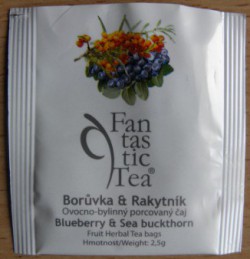 Fan
tas
tic
Tea®
Borůvka & Rakytník
Ovocno-bylinný porcovaný čaj
Blueberry & Sea buckthorn
Fruit Herbal Tea bags
Hmotnost/Weight: 2,5g